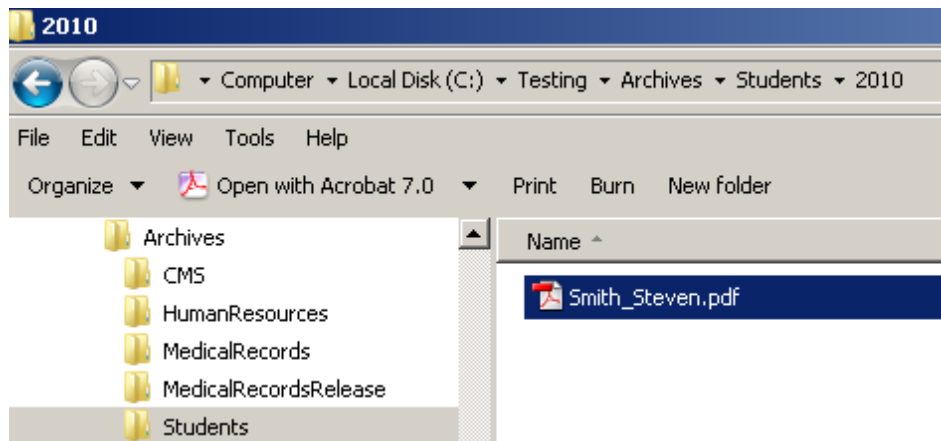 2010
Computer Local Disk (C:) Testing Archives Students 2010
File Edit View Tools Help
Organize Open with Acrobat 7.0 Print Burn New folder
Archives
CMS
HumanResources
MedicalRecords
MedicalRecordsRelease
Students
Name
Smith_Steven.pdf